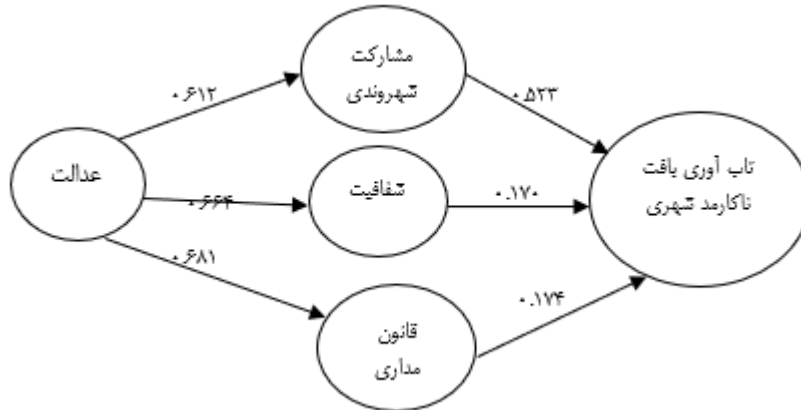 مشارکت
شهروندی
۰.۶۱۲
۰.۵۲۳
عدالت
شفافیت
تاب آوری بافت
ناکارمد شهری
۰.۶۶۴
۰.۱۷۰
۰.۶۸۱
۰.۱۷۴
قانون
مداری